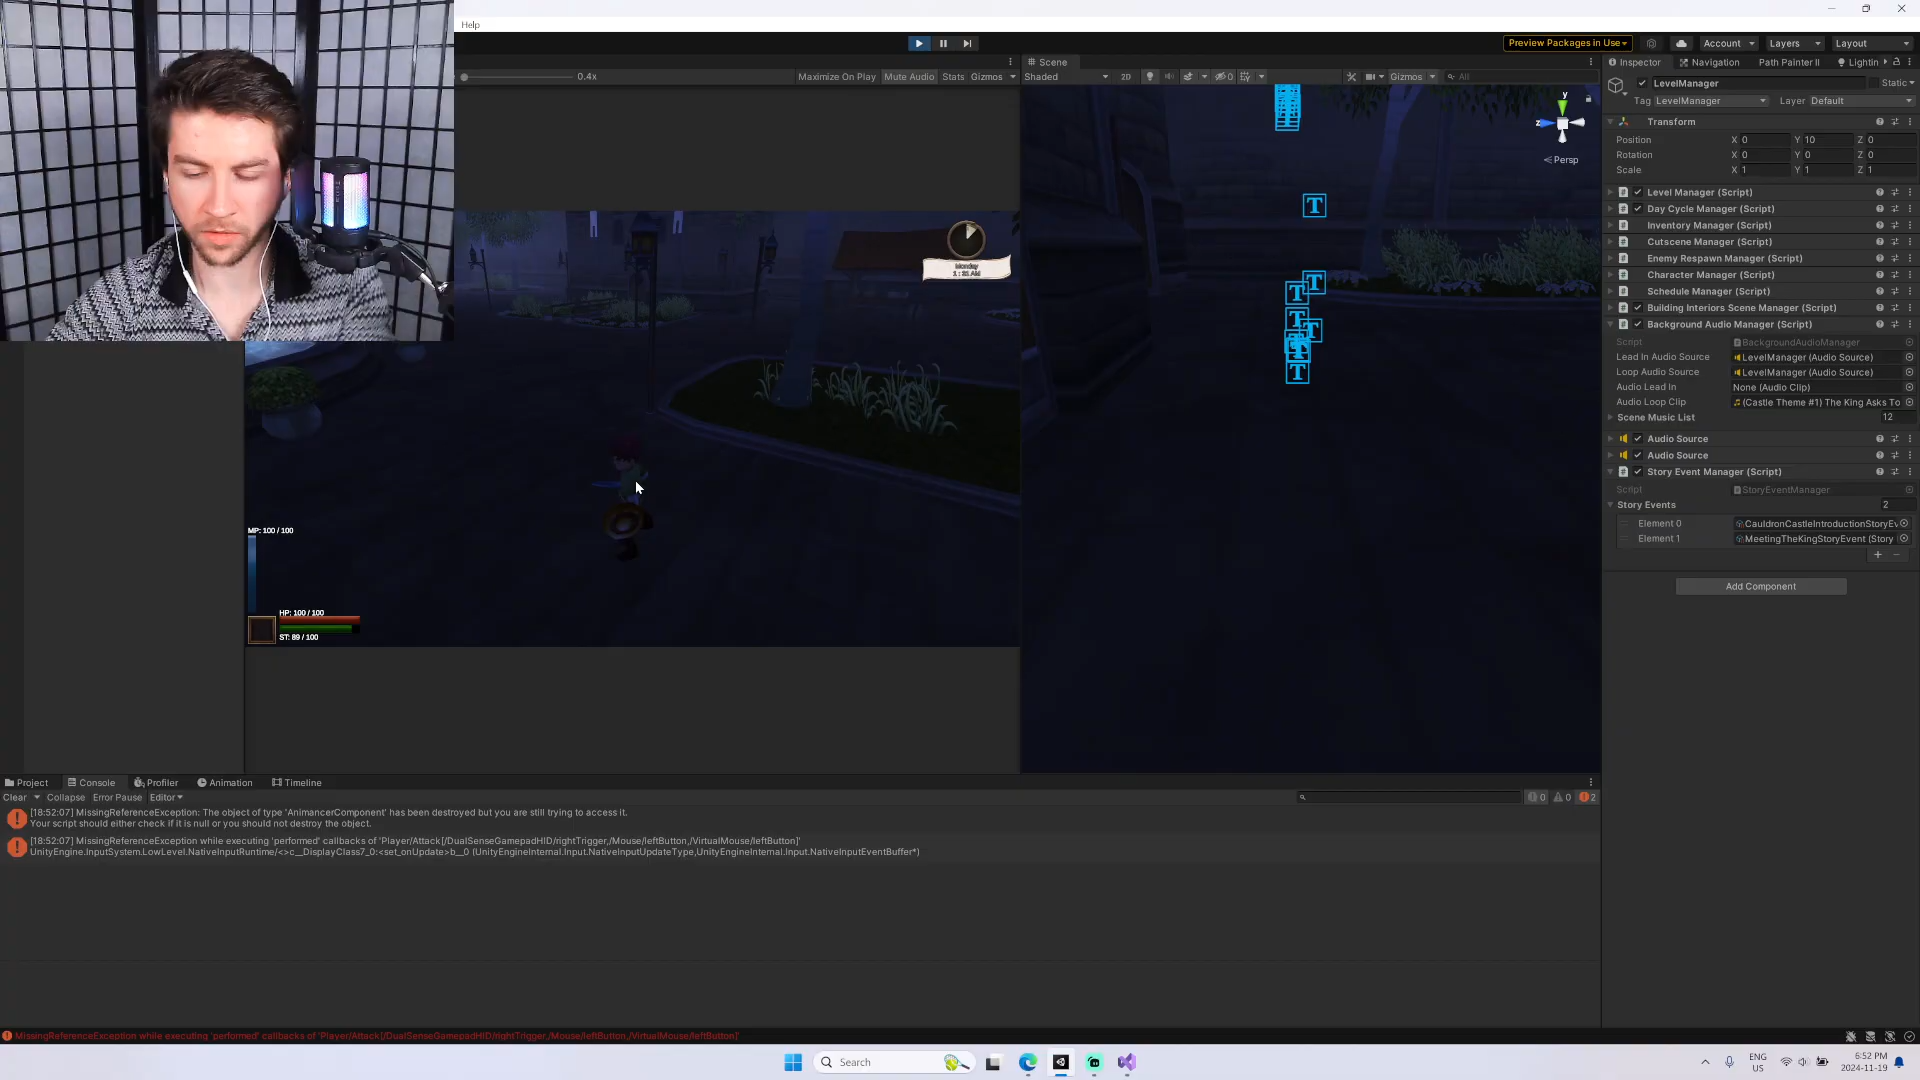 Help
Preview Packages in Use
Account
Layers
Layout
0.4x
Maximize On Play
Mute Audio
Stats
Gizmos
Scene
Shaded
2D
0
Gizmos
All
y
z
Persp
Inspector
Navigation
Path Painter II
Lightin
LevelManager
Static
Tag
LevelManager
Layer
Default
Transform
Position X 0 Y 10 Z 0
Rotation X 0 Y 0 Z 0
Scale X 1 Y 1 Z 1
Level Manager (Script)
Day Cycle Manager (Script)
Inventory Manager (Script)
Cutscene Manager (Script)
Enemy Respawn Manager (Script)
Character Manager (Script)
Schedule Manager (Script)
Building Interiors Scene Manager (Script)
Background Audio Manager (Script)
Script BackgroundAudioManager
Lead In Audio Source LevelManager (Audio Source)
Loop Audio Source LevelManager (Audio Source)
Audio Lead In None (Audio Clip)
Audio Loop Clip (Castle Theme #1) The King Asks To
Scene Music List 12
Audio Source
Audio Source
Story Event Manager (Script)
Script StoryEventManager
Story Events 2
Element 0 CauldronCastleIntroductionStoryEv
Element 1 MeetingTheKingStoryEvent (Story
Add Component
Monday
MP: 100 / 100
HP: 100 / 100
ST: 89 / 100
Project
Console
Profiler
Animation
Timeline
Clear
Collapse
Error Pause
Editor
0
0
2
[18:52:07] MissingReferenceException: The object of type 'AnimancerComponent' has been destroyed but you are still trying to access it.
Your script should either check if it is null or you should not destroy the object.
[18:52:07] MissingReferenceException while executing 'performed' callbacks of 'Player/Attack[/DualSenseGamepadHID/rightTrigger,/Mouse/leftButton,/VirtualMouse/leftButton]'
UnityEngine.InputSystem.LowLevel.NativeInputRuntime/<>c__DisplayClass7_0:<set_onUpdate>b__0 (UnityEngineInternal.Input.NativeInputUpdateType,UnityEngineInternal.Input.NativeInputEventBuffer*)
MissingReferenceException while executing 'performed' callbacks of 'Player/Attack[/DualSenseGamepadHID/rightTrigger,/Mouse/leftButton,/VirtualMouse/leftButton]'
Search
ENG
US
6:52 PM
2024-11-19